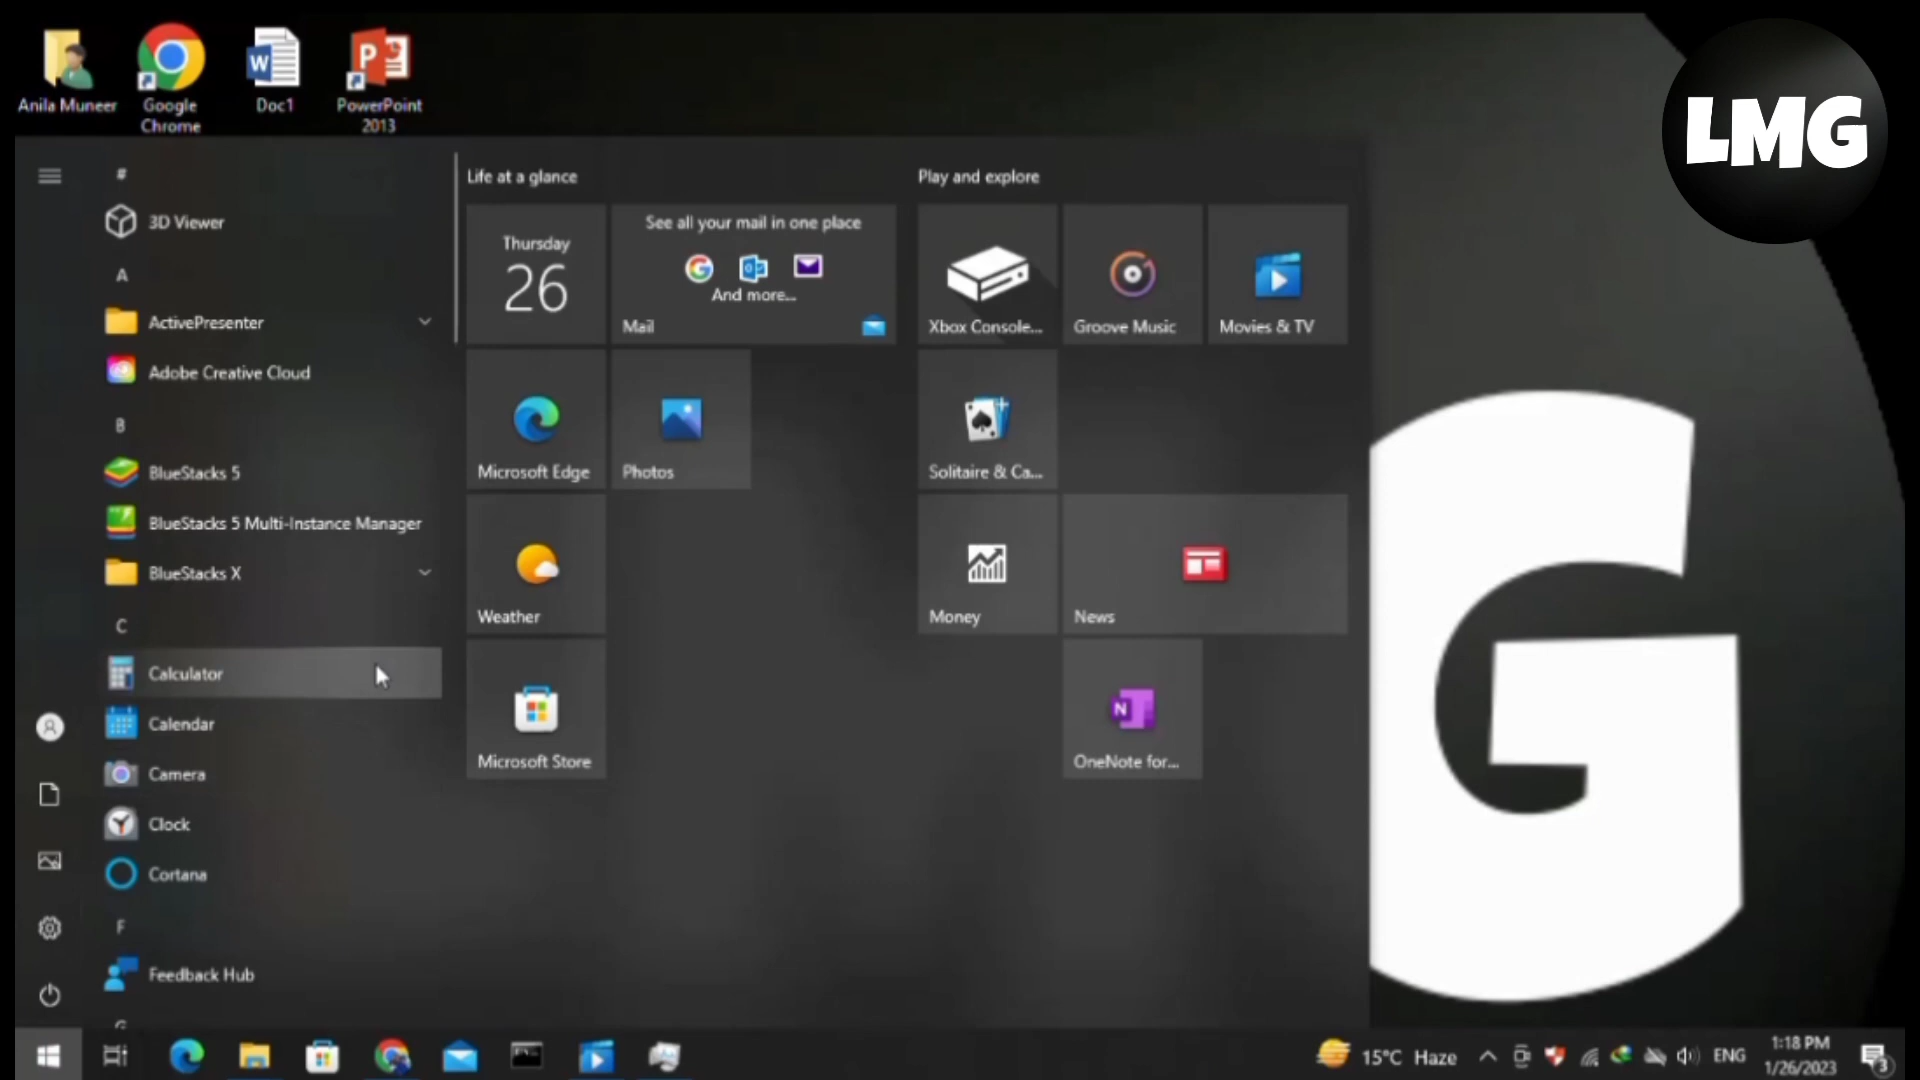 Anila Muneer
Google
Chrome
Doc1
PowerPoint
2013
LMG
#
3D Viewer
A
ActivePresenter
Adobe Creative Cloud
B
BlueStacks 5
BlueStacks 5 Multi-Instance Manager
BlueStacks X
C
Calculator
Calendar
Camera
Clock
Cortana
F
Feedback Hub
G
Life at a glance
Thursday
26
See all your mail in one place
And more...
Mail
Microsoft Edge
Photos
Weather
Microsoft Store
Play and explore
Xbox Console...
Groove Music
Movies & TV
Solitaire & Ca...
Money
News
OneNote for...
G
15°C Haze
ENG
1:18 PM
1/26/2023
3